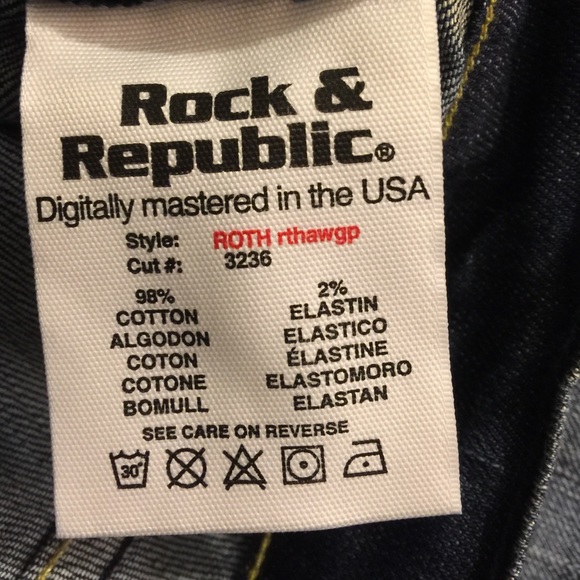 Rock &
Republic®
Digitally mastered in the USA
Style: ROTH rthawgp
Cut #: 3236
98% 2%
COTTON ELASTIN
ALGODON ELASTICO
COTON ÉLASTINE
COTONE ELASTOMORO
BOMULL ELASTAN
SEE CARE ON REVERSE
30°